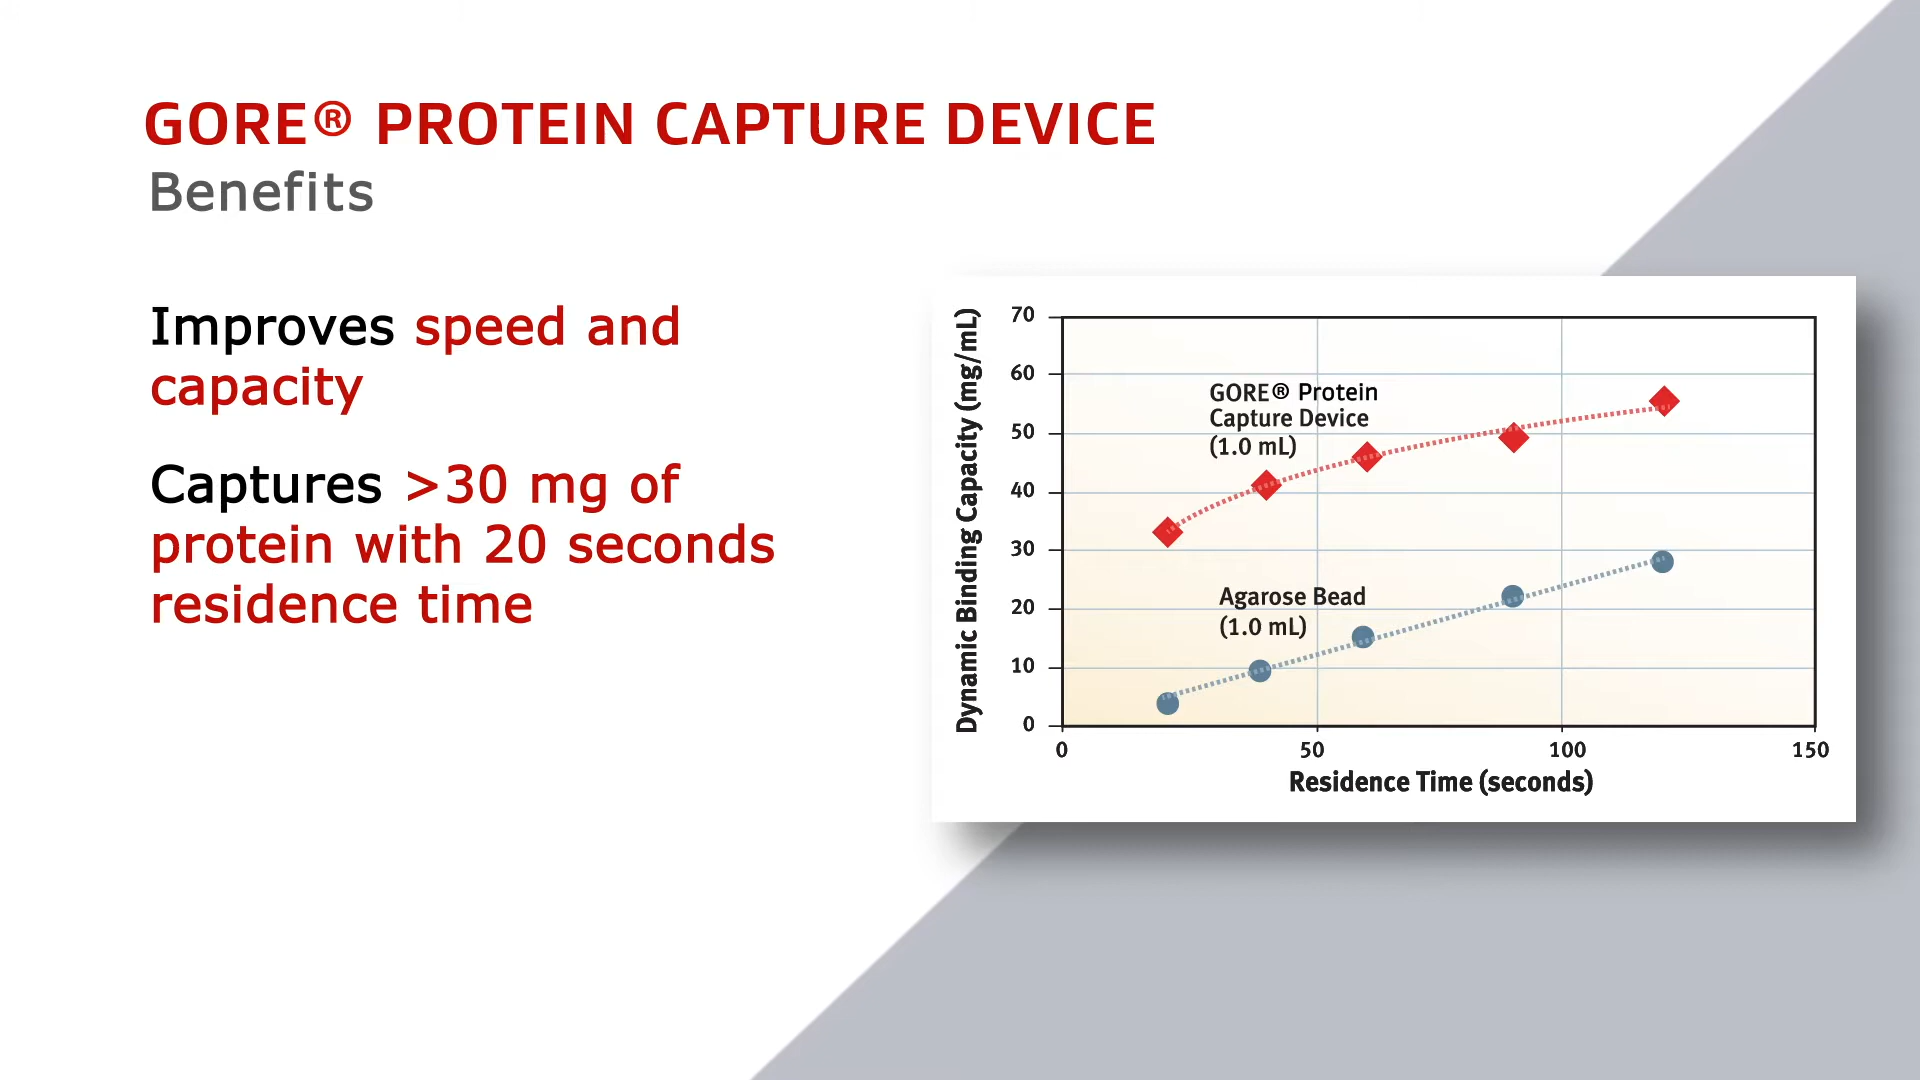 GORE® PROTEIN CAPTURE DEVICE
Benefits
Improves speed and
capacity
Captures >30 mg of
protein with 20 seconds
residence time
Dynamic Binding Capacity (mg/mL)
70
60
50
40
30
20
10
0
GORE® Protein
Capture Device
(1.0 mL)
Agarose Bead
(1.0 mL)
0 50 100 150
Residence Time (seconds)